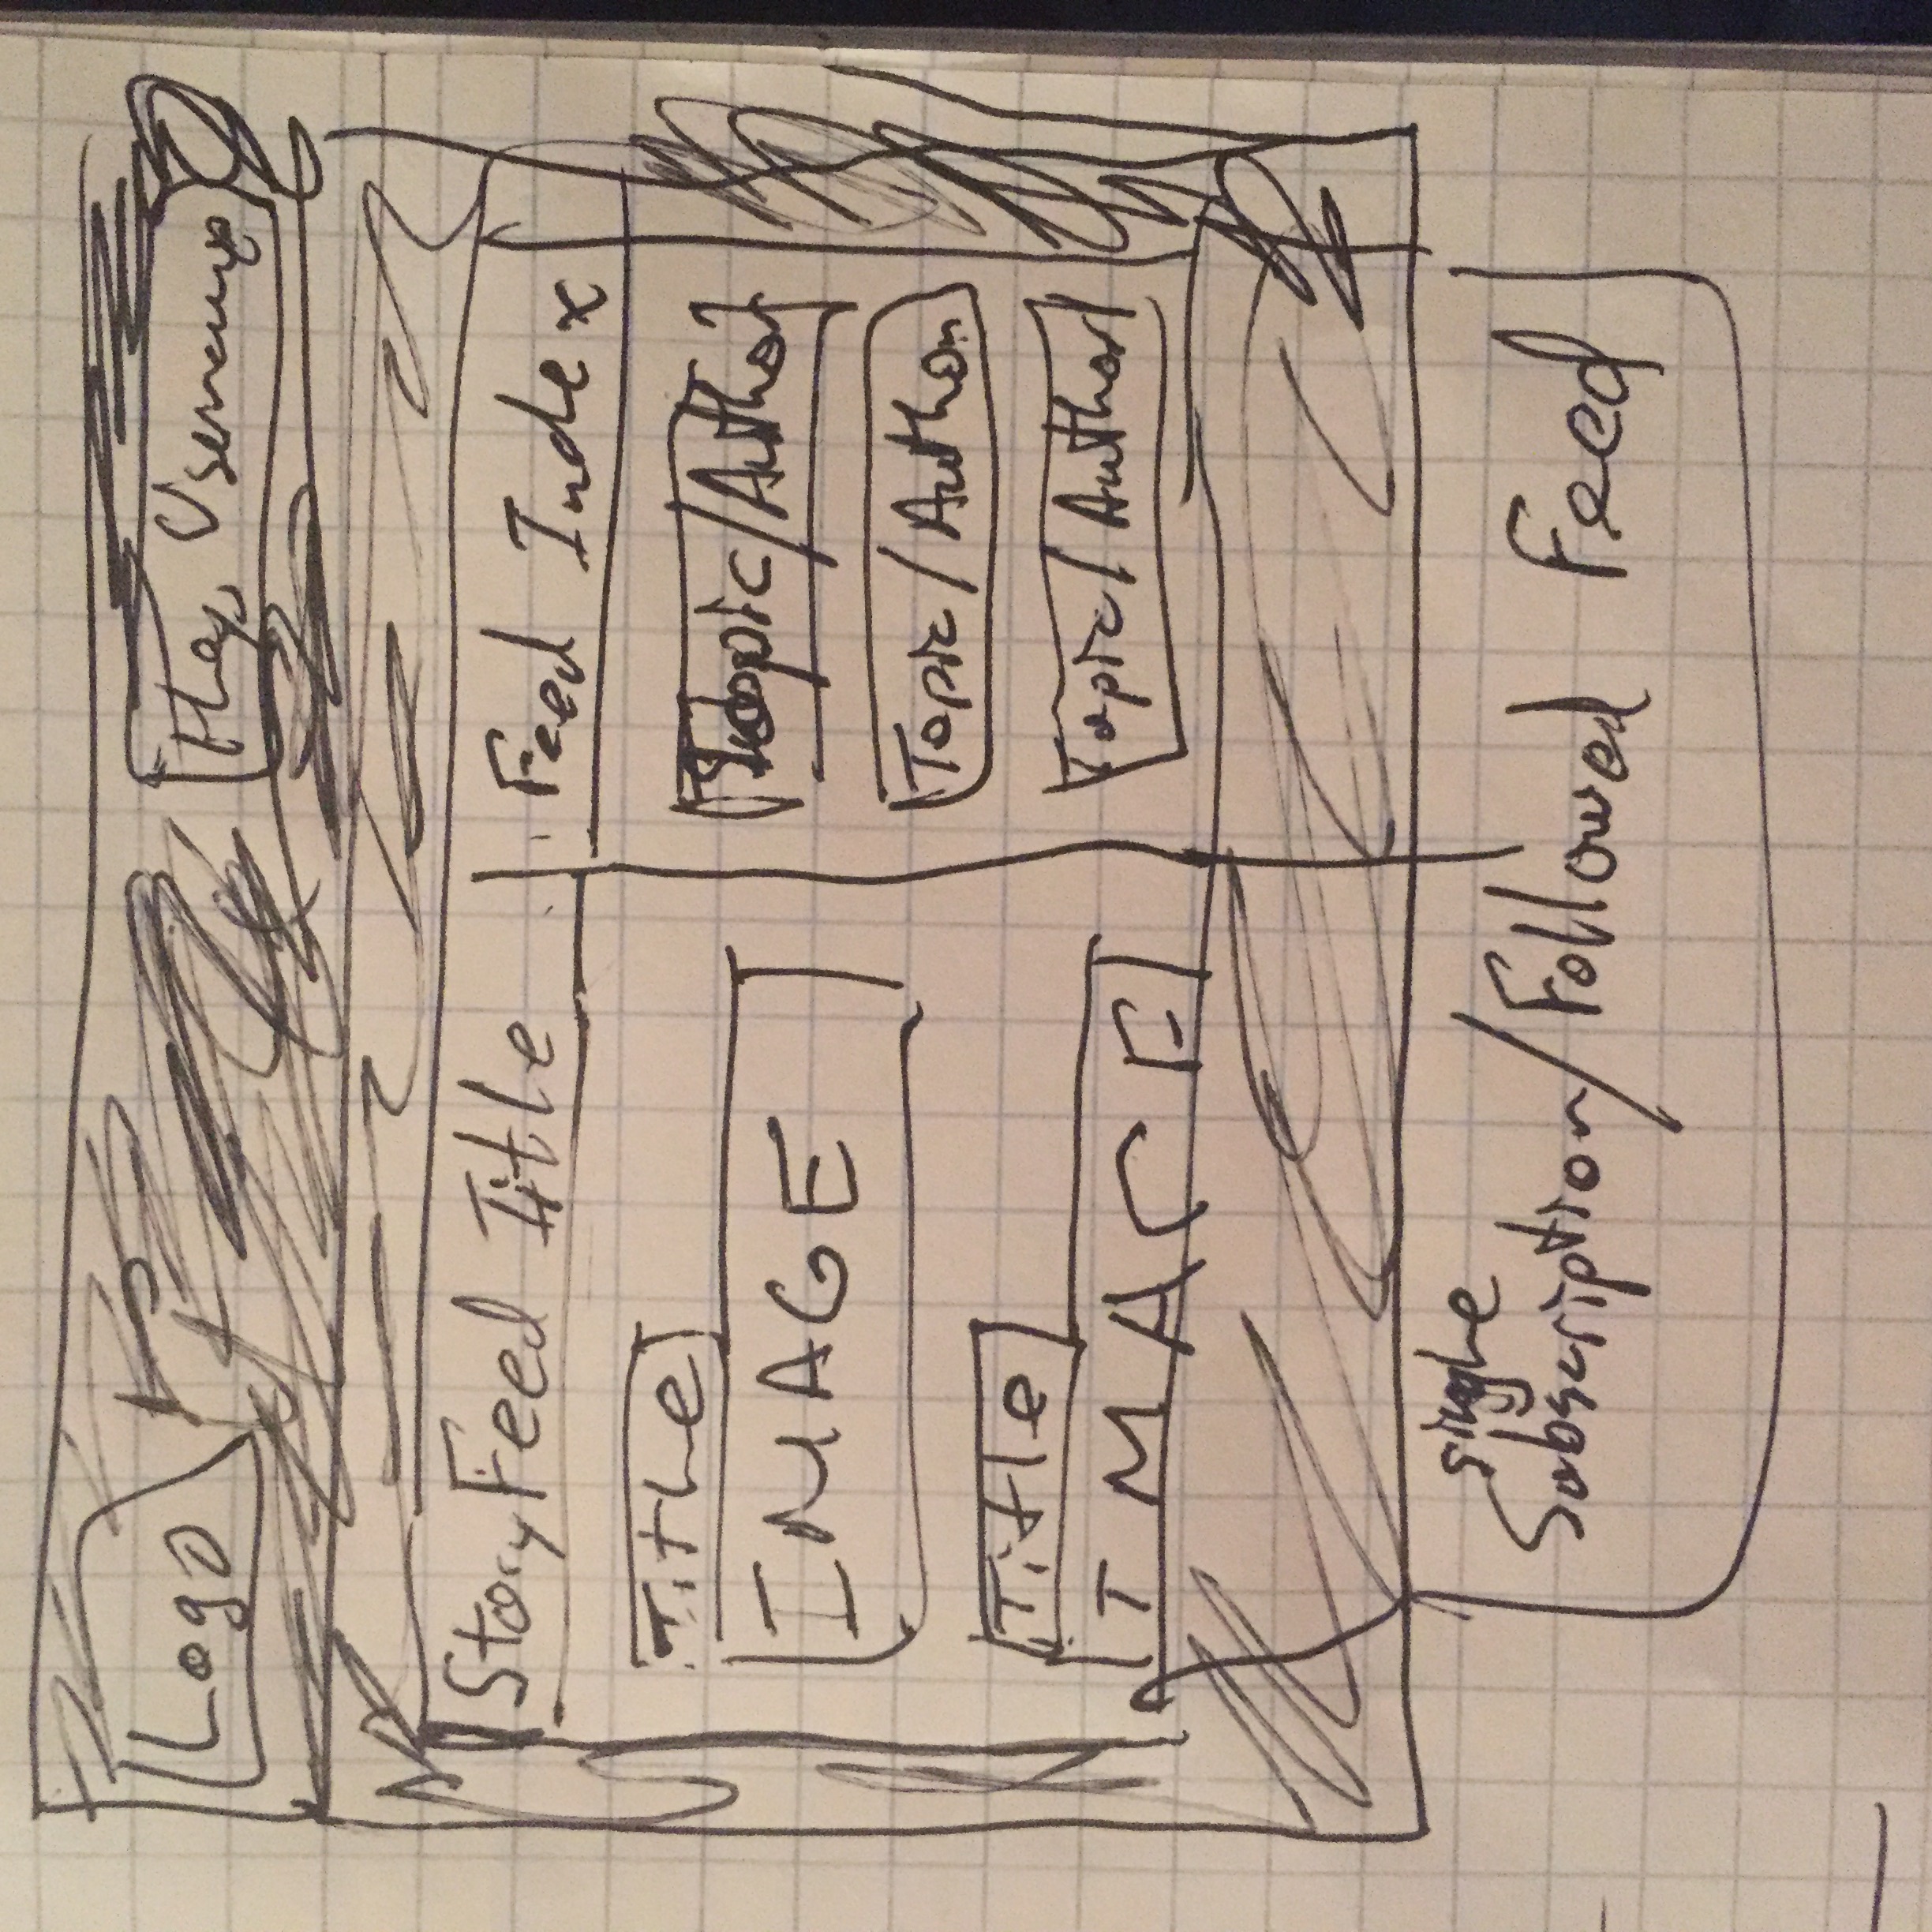 Logo
Hey, Username
StoryFeed Title
Feed Index
Title
IMAGE
Title
IMAGE
Topic/Author
Topic/Author
Topic/Author
single
Subscription/Followed Feed